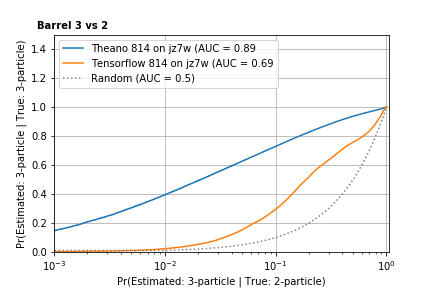 Barrel 3 vs 2
Pr(Estimated: 3-particle | True: 3-particle)
1.4
1.2
1.0
0.8
0.6
0.4
0.2
0.0
Theano 814 on jz7w (AUC = 0.89
Tensorflow 814 on jz7w (AUC = 0.69
Random (AUC = 0.5)
10⁻³ 10⁻² 10⁻¹ 10⁰
Pr(Estimated: 3-particle | True: 2-particle)